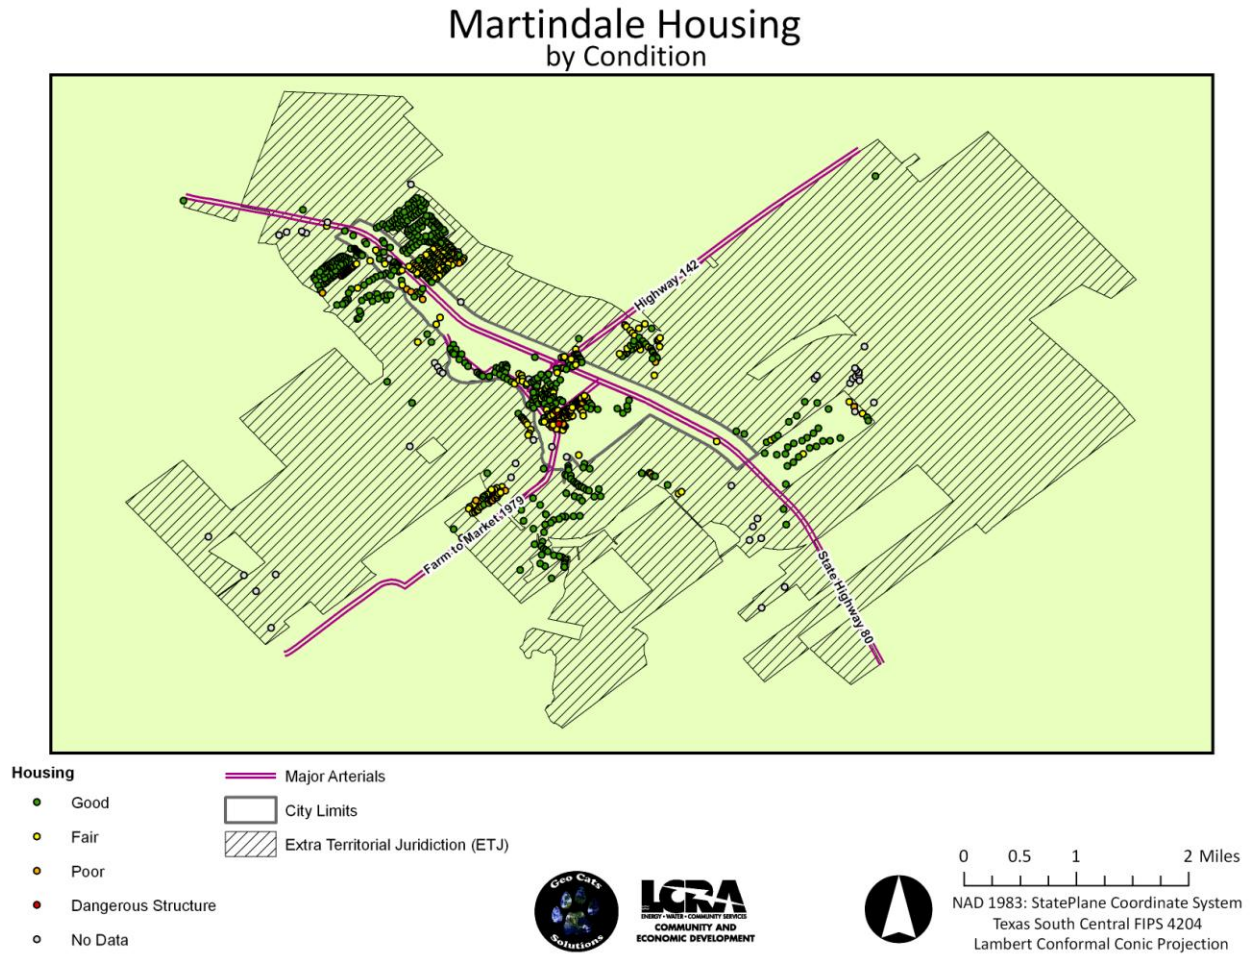 Martindale Housing
by Condition
Highway 142
Farm to Market 1979
State Highway 80
Housing
Good
Fair
Poor
Dangerous Structure
No Data
Major Arterials
City Limits
Extra Territorial Juridiction (ETJ)
Geo Cats
Solutions
LCRA
ENERGY • WATER • COMMUNITY SERVICES
COMMUNITY AND
ECONOMIC DEVELOPMENT
0 0.5 1 2 Miles
NAD 1983: StatePlane Coordinate System
Texas South Central FIPS 4204
Lambert Conformal Conic Projection